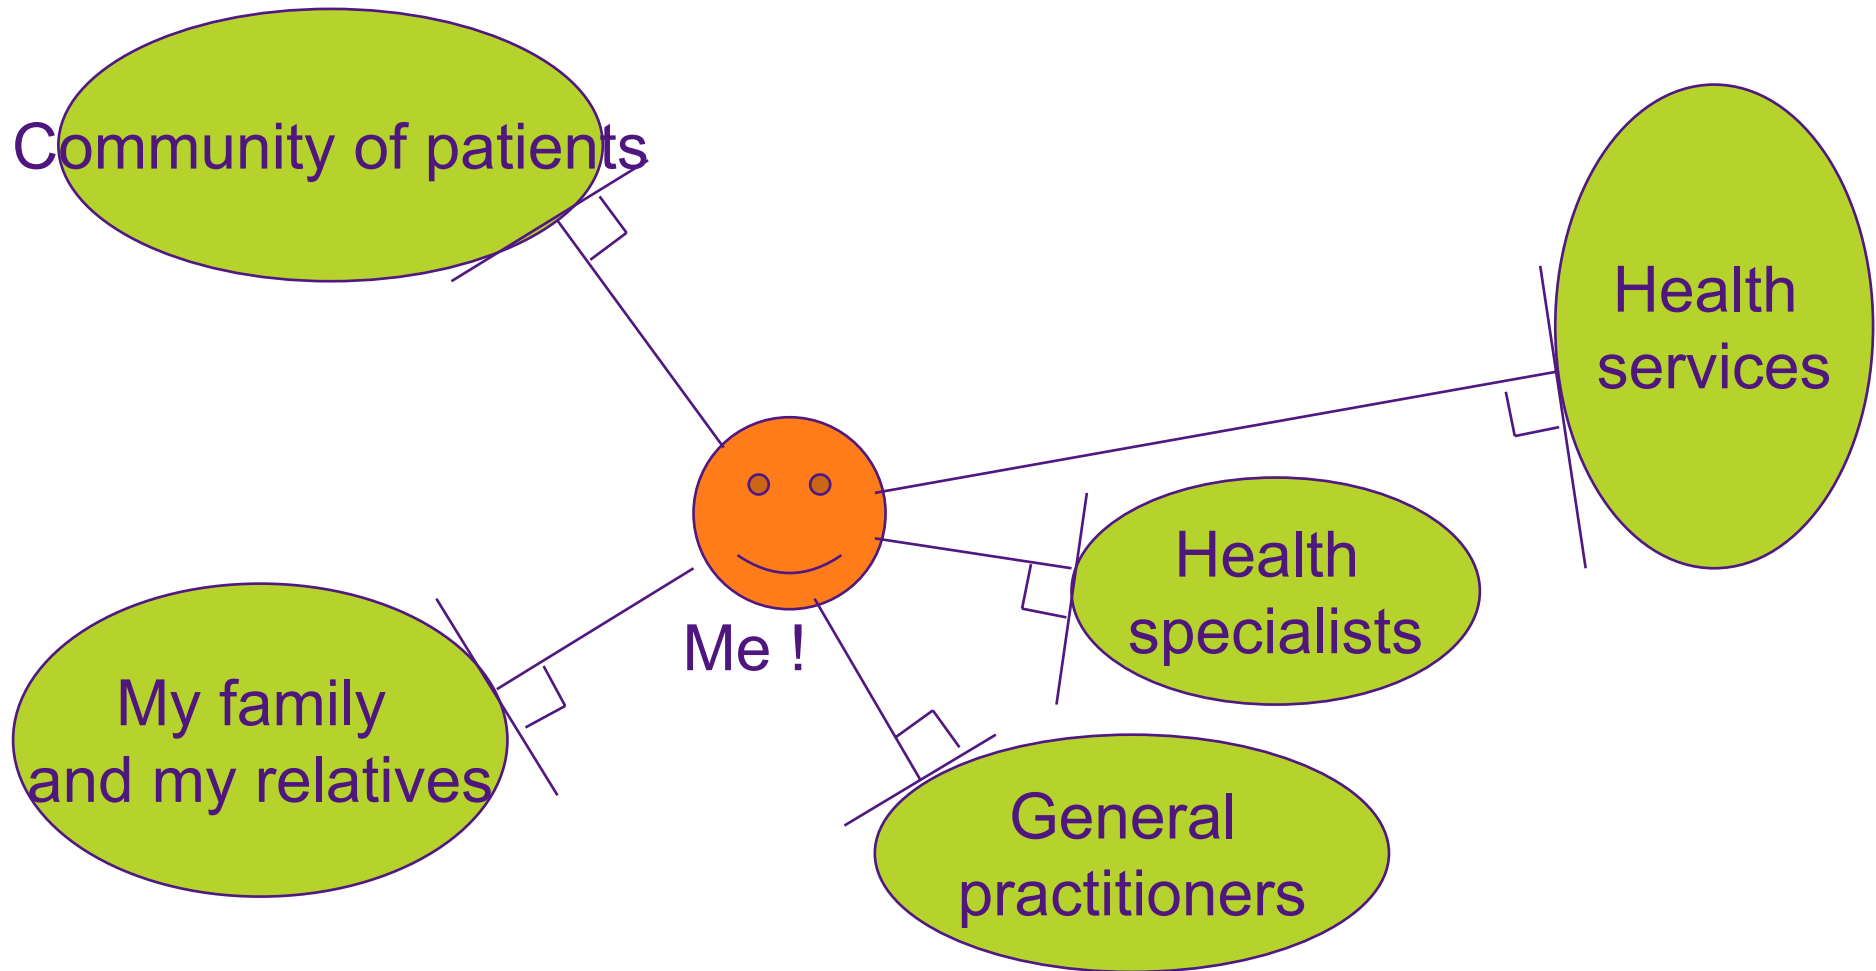 Community of patients
Health
services
Health
specialists
Me !
My family
and my relatives
General
practitioners